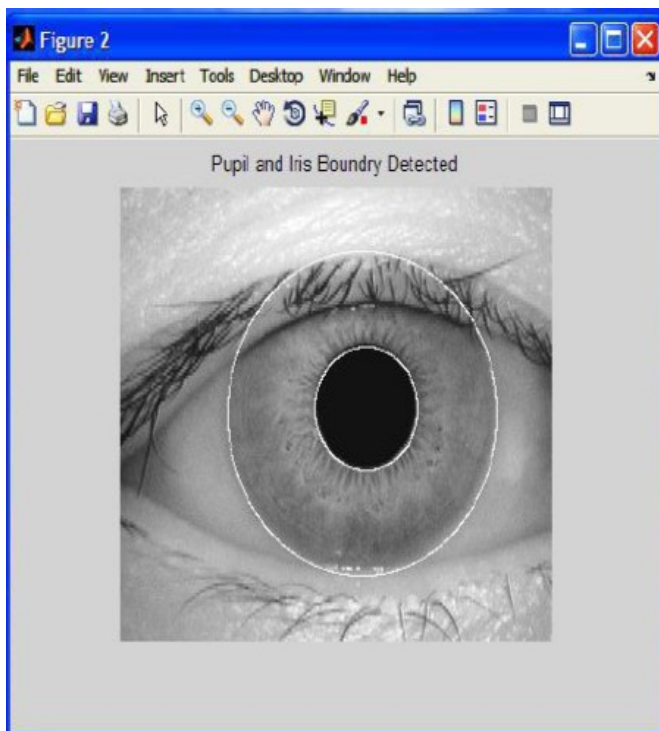 Figure 2
File Edit View Insert Tools Desktop Window Help
Pupil and Iris Boundry Detected